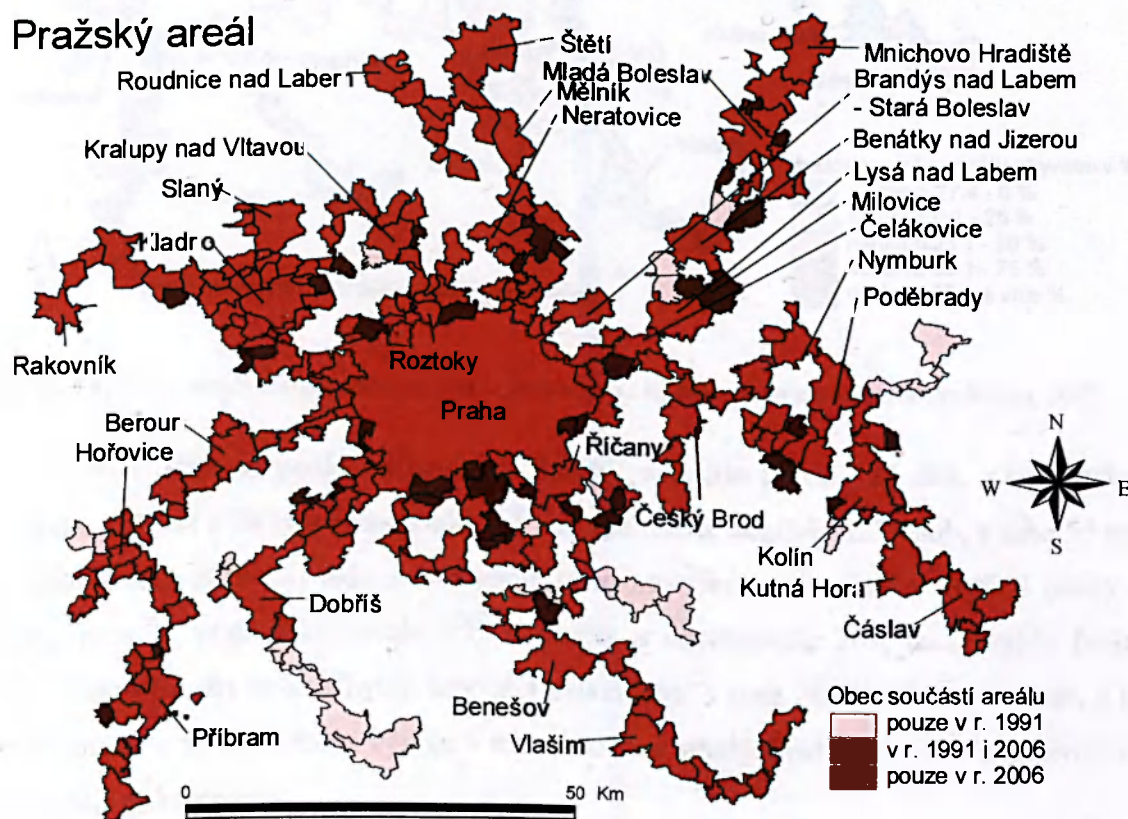 Pražský areál
Štětí
Roudnice nad Laber
Mladá Boleslav
Mělník
Neratovice
Mnichovo Hradiště
Brandýs nad Labem
- Stará Boleslav
Benátky nad Jizerou
Lysá nad Labem
Milovice
Čelákovice
Nymburk
Poděbrady
Kralupy nad Vltavou
Slaný
Kladno
Rakovník
Roztoky
Praha
Berour
Hořovice
Říčany
Český Brod
Kolín
Kutná Hora
Čáslav
Dobříš
Benešov
Příbram
Vlašim
N
W
E
S
Obec součástí areálu
pouze v r. 1991
v r. 1991 i 2006
pouze v r. 2006
0
50 Km